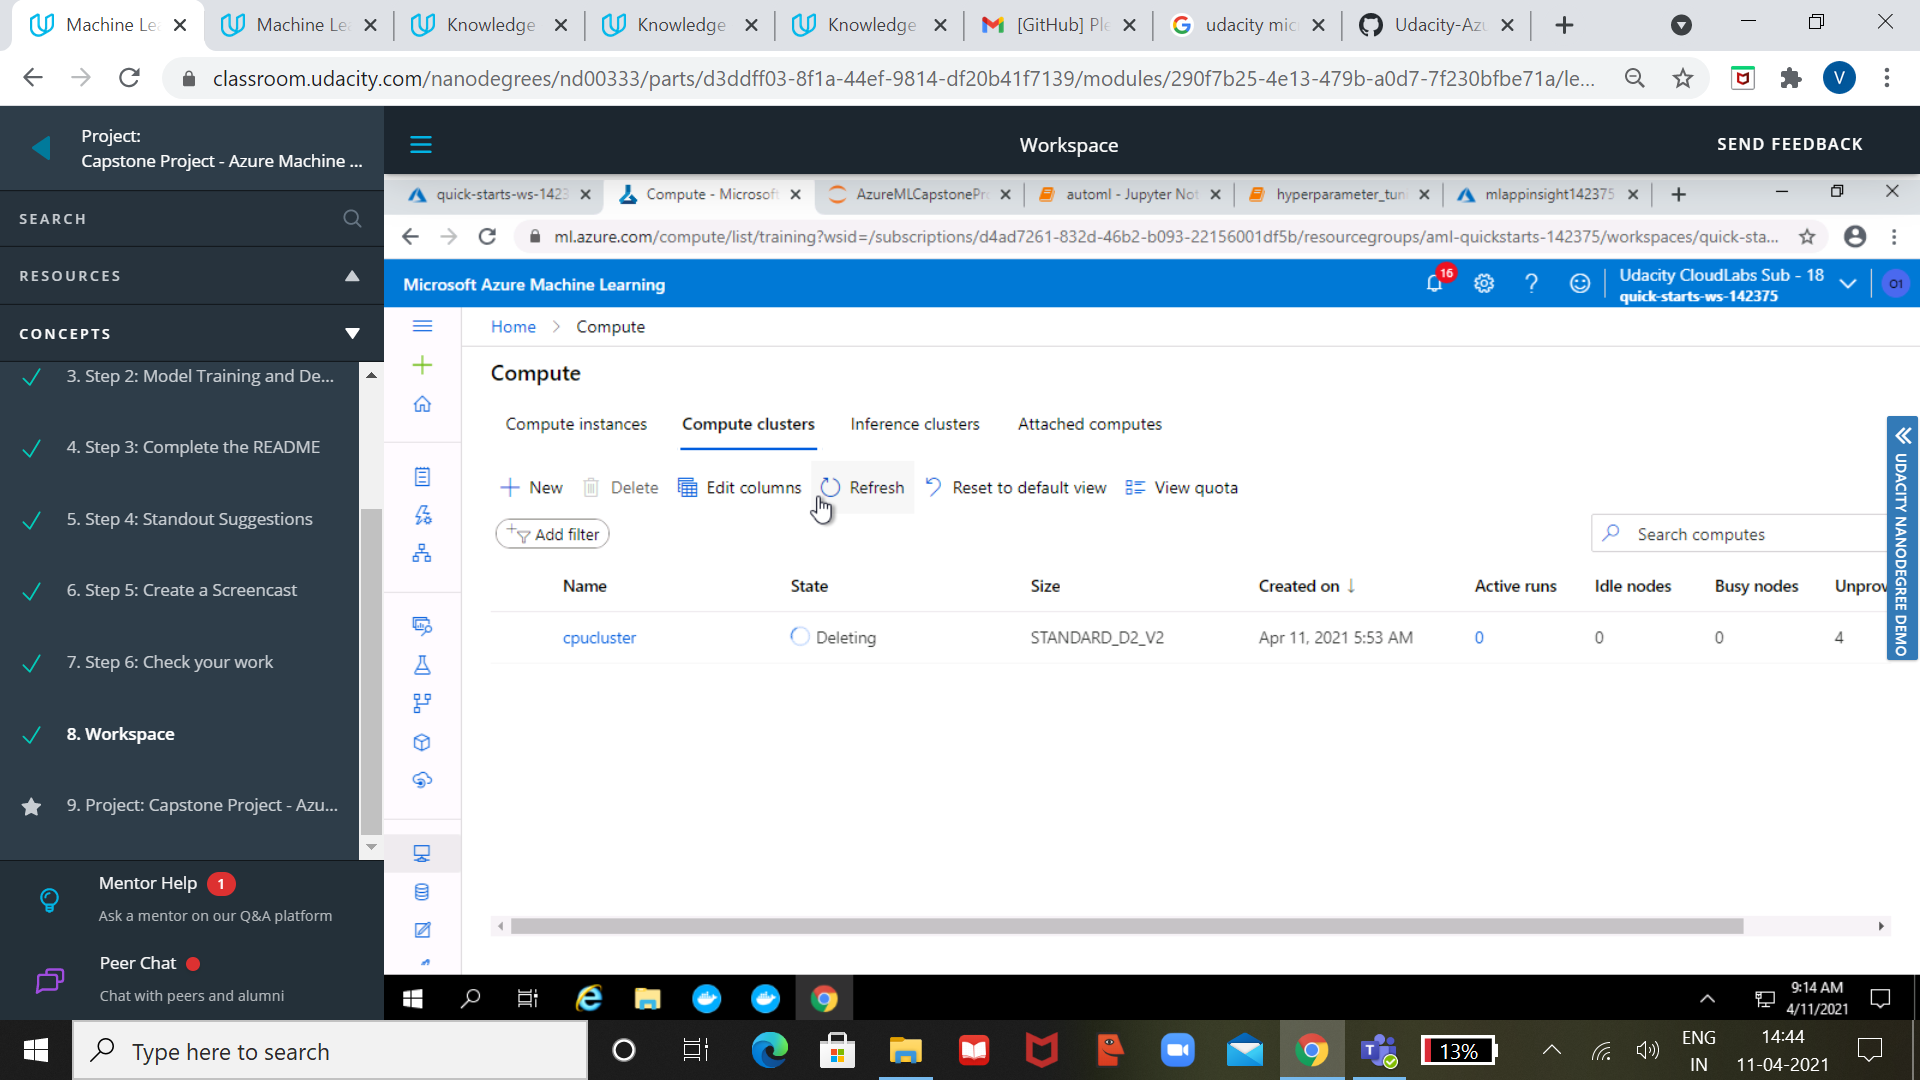 Machine Le
Machine Le
Knowledge
Knowledge
Knowledge
[GitHub] Ple
udacity mic
Udacity-Azu
classroom.udacity.com/nanodegrees/nd00333/parts/d3ddff03-8f1a-44ef-9814-df20b41f7139/modules/290f7b25-4e13-479b-a0d7-7f230bfbe71a/le...
V
Project:
Capstone Project - Azure Machine ...
Workspace
SEND FEEDBACK
SEARCH
RESOURCES
CONCEPTS
3. Step 2: Model Training and De...
4. Step 3: Complete the README
5. Step 4: Standout Suggestions
6. Step 5: Create a Screencast
7. Step 6: Check your work
8. Workspace
9. Project: Capstone Project - Azu...
Mentor Help 1
Ask a mentor on our Q&A platform
Peer Chat
Chat with peers and alumni
quick-starts-ws-1423
Compute - Microsoft
AzureMLCapstonePro
automl - Jupyter Not
hyperparameter_tun
mlappinsight142375
ml.azure.com/compute/list/training?wsid=/subscriptions/d4ad7261-832d-46b2-b093-22156001df5b/resourcegroups/aml-quickstarts-142375/workspaces/quick-sta...
Microsoft Azure Machine Learning
16
?
Udacity CloudLabs Sub - 18
quick-starts-ws-142375
O1
Home > Compute
Compute
Compute instances
Compute clusters
Inference clusters
Attached computes
New
Delete
Edit columns
Refresh
Reset to default view
View quota
Add filter
Search computes
Name State Size Created on ↓ Active runs Idle nodes Busy nodes Unprov
cpucluster Deleting STANDARD_D2_V2 Apr 11, 2021 5:53 AM 0 0 0 4
UDACITY NANODEGREE DEMO
9:14 AM
4/11/2021
Type here to search
13%
ENG
IN
14:44
11-04-2021